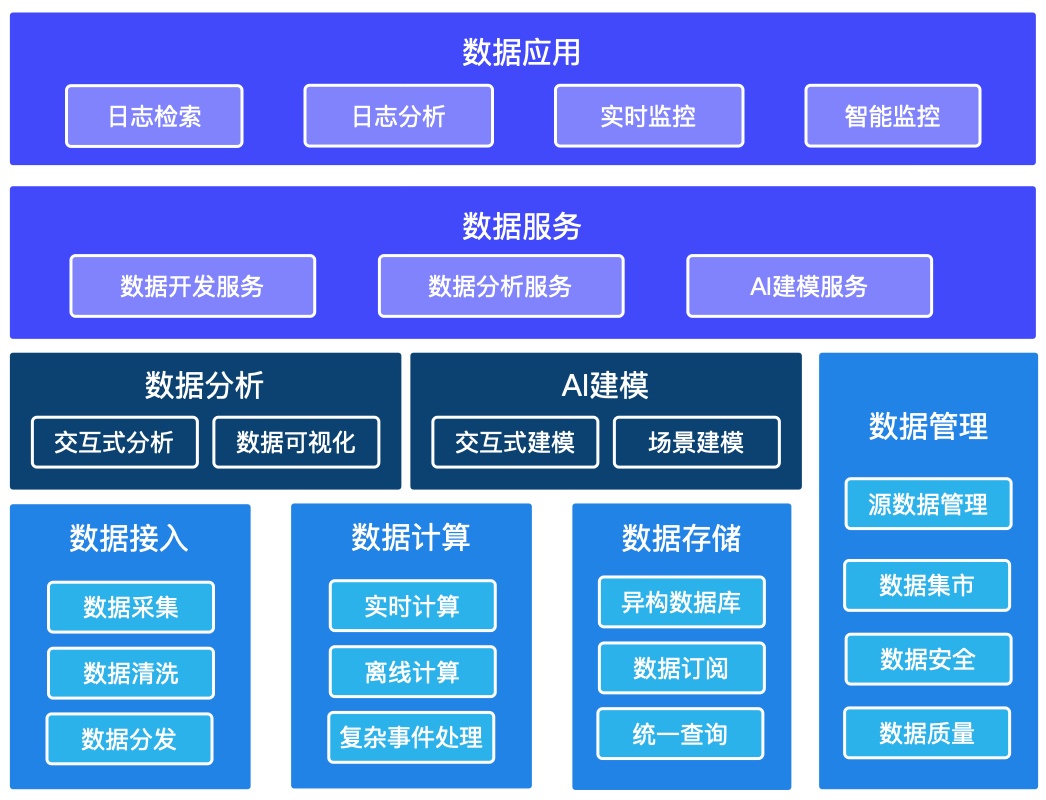 数据应用
日志检索
日志分析
实时监控
智能监控
数据服务
数据开发服务
数据分析服务
AI建模服务
数据分析
交互式分析
数据可视化
AI建模
交互式建模
场景建模
数据管理
源数据管理
数据集市
数据安全
数据质量
数据接入
数据采集
数据清洗
数据分发
数据计算
实时计算
离线计算
复杂事件处理
数据存储
异构数据库
数据订阅
统一查询